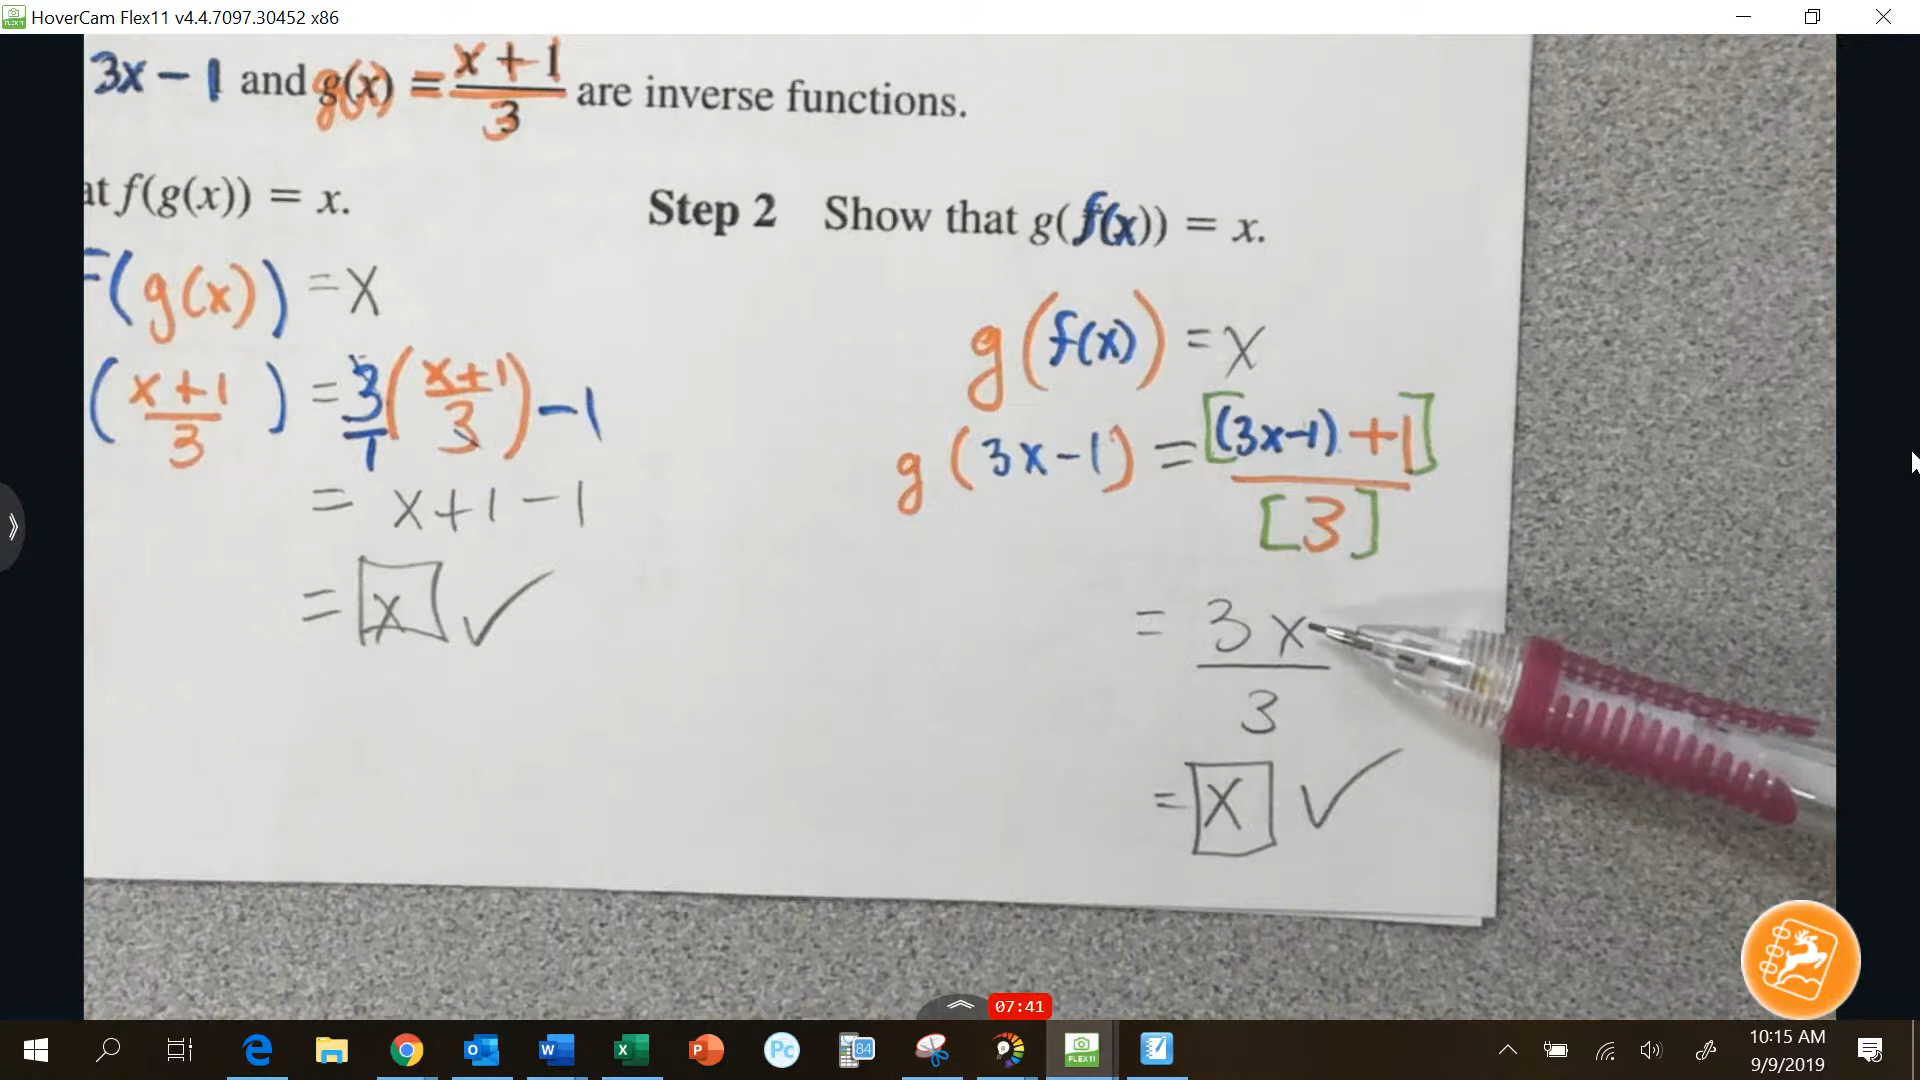 HoverCam Flex11 v4.4.7097.30452 x86
3x - 1 and g(x) = x + 1 / 3 are inverse functions.
at f(g(x)) = x.
Step 2 Show that g(f(x)) = x.
(g(x)) = x
g(f(x)) = x
(x+1 / 3) = 3/1 (x+1 / 3) - 1
g(3x-1) = [(3x-1)+1] / [3]
= x+1-1
= x ✓
= 3x / 3
= x ✓
07:41
84
FLEX11
10:15 AM
9/9/2019